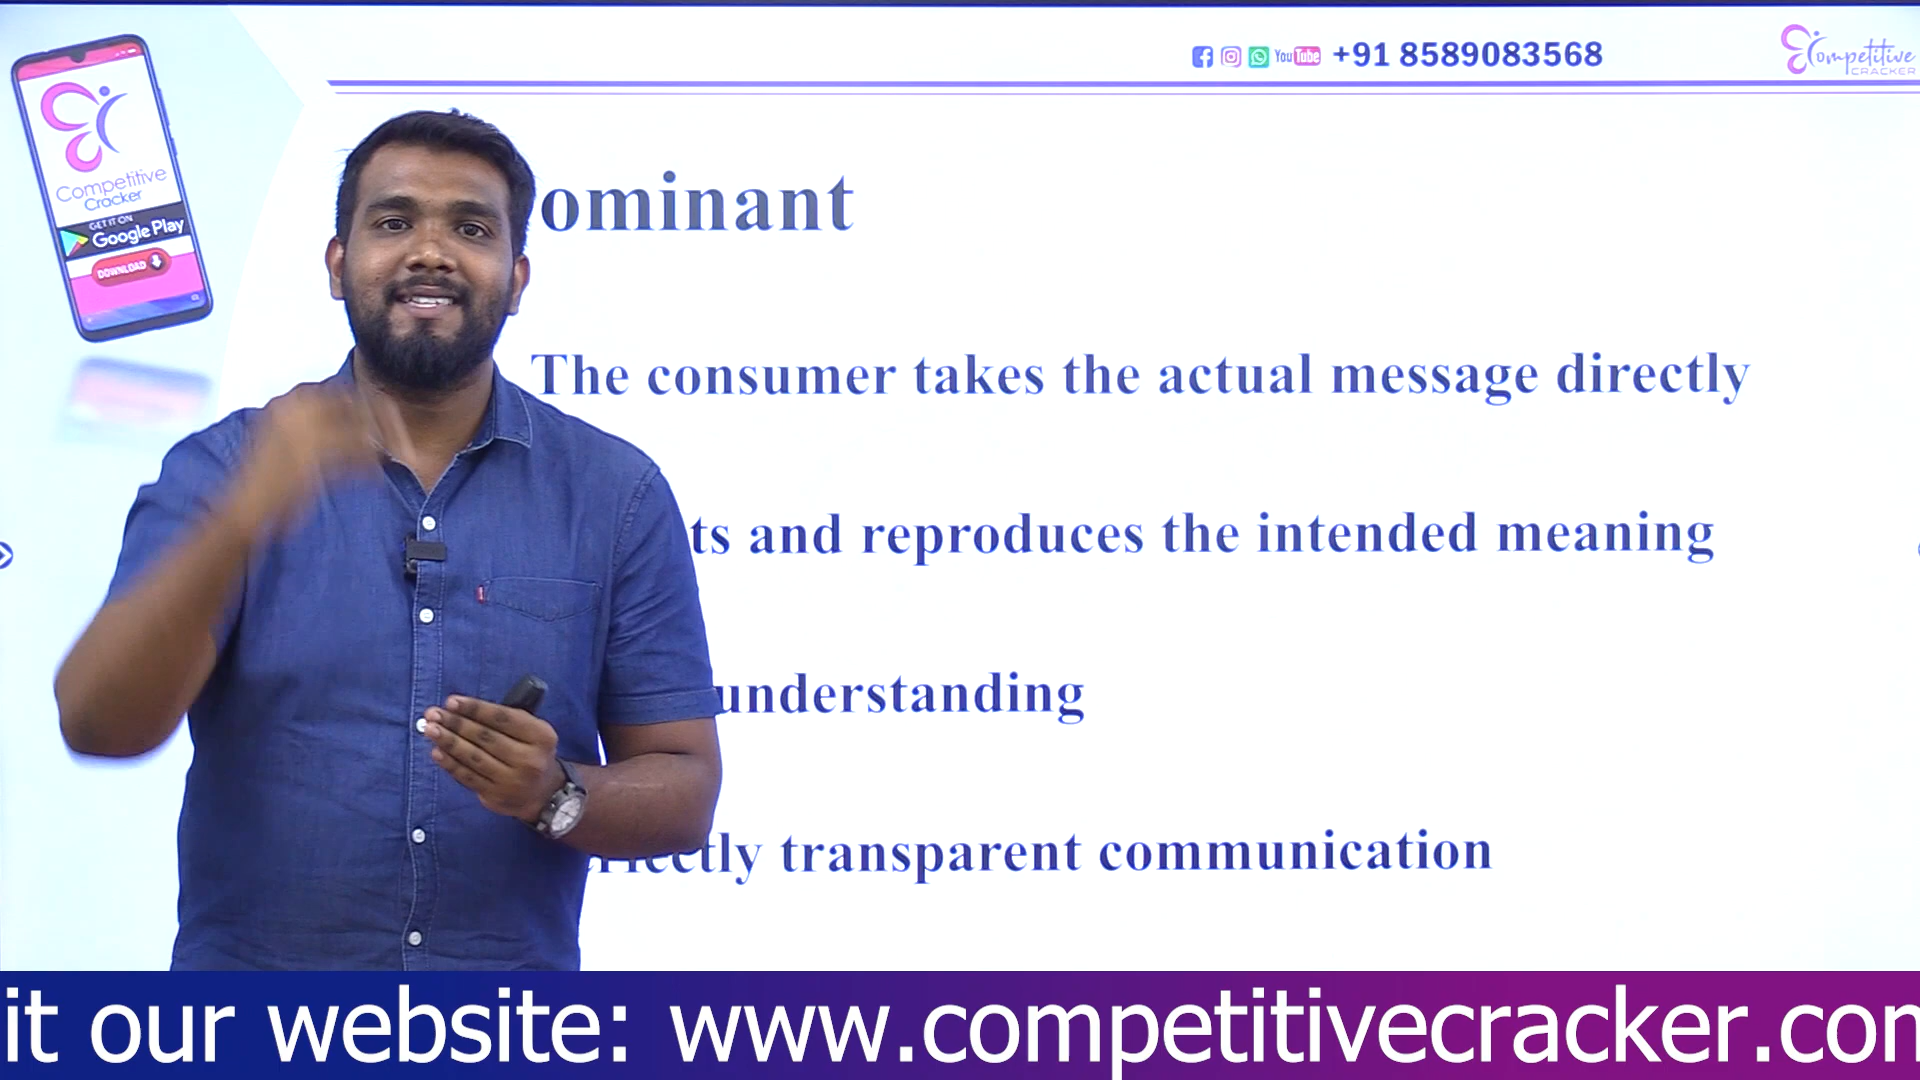 YouTube +91 8589083568
Competitive
CRACKER
Competitive
Cracker
GET IT ON
Google Play
DOWNLOAD
ominant
The consumer takes the actual message directly
ts and reproduces the intended meaning
understanding
transparent communication
it our website: www.competitivecracker.com